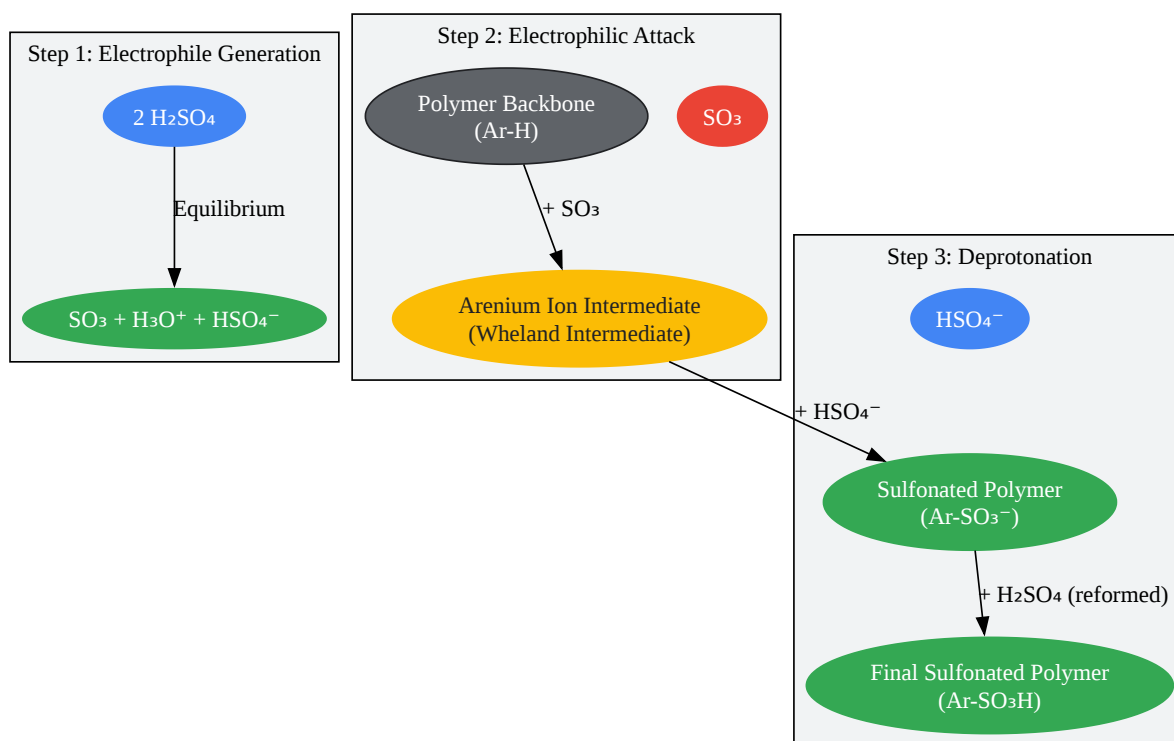 Step 1: Electrophile Generation
2 H₂SO₄
Equilibrium
SO₃ + H₃O⁺ + HSO₄⁻
Step 2: Electrophilic Attack
Polymer Backbone
(Ar-H)
SO₃
+ SO₃
Arenium Ion Intermediate
(Wheland Intermediate)
+ HSO₄⁻
Step 3: Deprotonation
HSO₄⁻
Sulfonated Polymer
(Ar-SO₃⁻)
+ H₂SO₄ (reformed)
Final Sulfonated Polymer
(Ar-SO₃H)